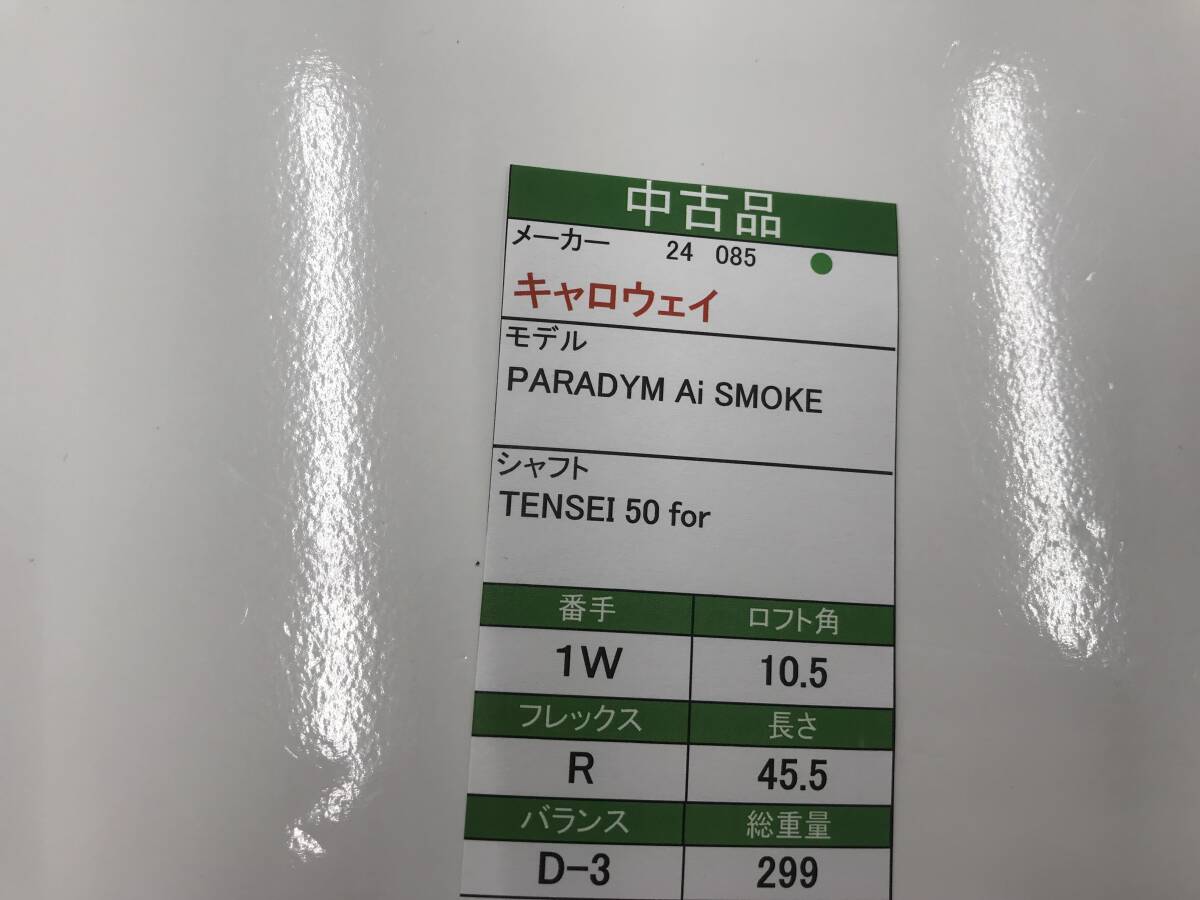 中古品
メーカー 24 085
キャロウェイ
モデル
PARADYM Ai SMOKE
シャフト
TENSEI 50 for
番手 ロフト角
1W 10.5
フレックス 長さ
R 45.5
バランス 総重量
D-3 299